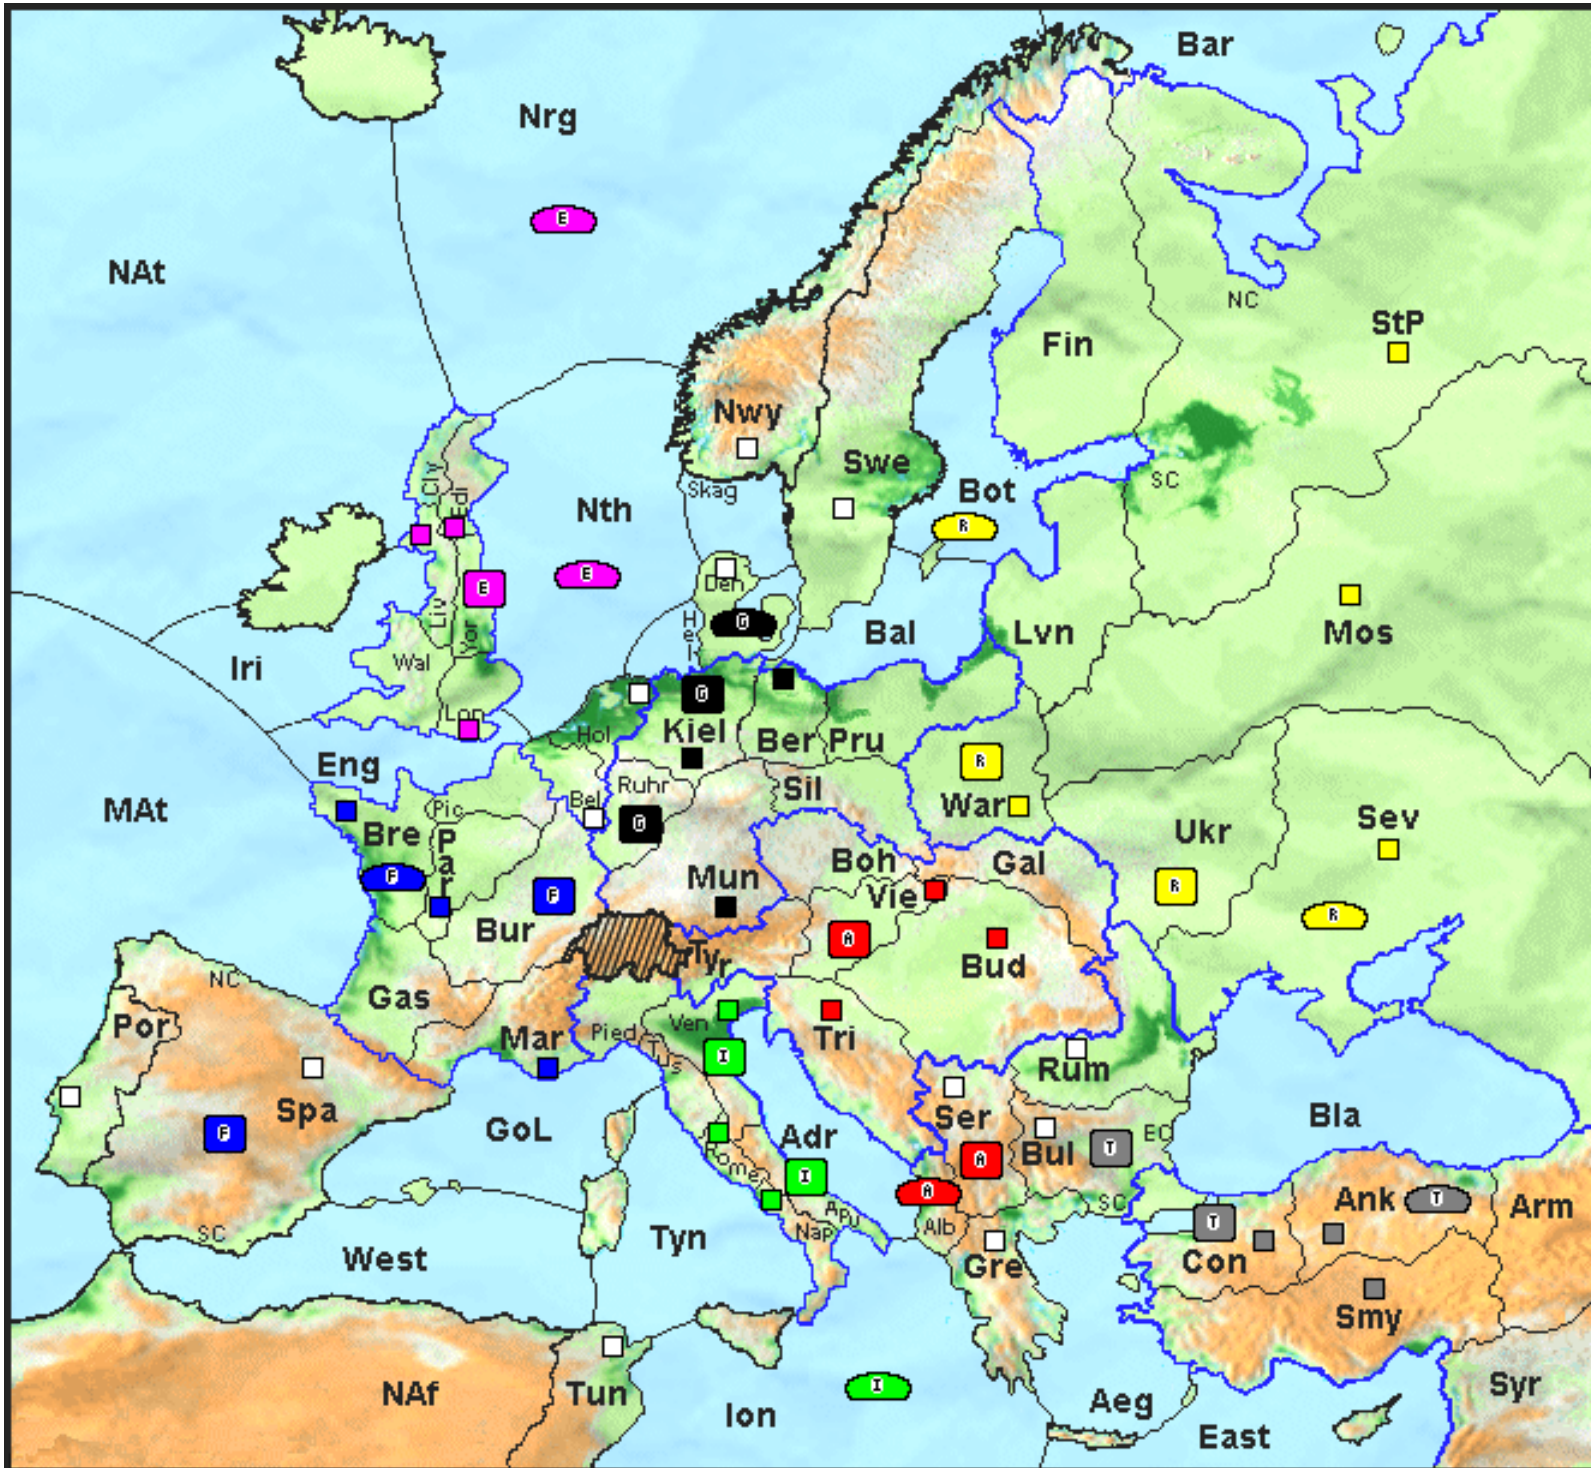 Bar
Nrg
E
NAt
NC
StP
Fin
Nwy
Swe
Cly
Edi
Skag
Bot
SC
Nth
R
E
E
Den
Hel
G
Liv
Yor
Bal
Lvn
Mos
Iri
Wal
G
Lon
Hol
Kiel
Ber
Pru
R
Eng
Ruhr
Sil
War
MAt
Pic
Bel
G
Ukr
Sev
Bre
Par
Boh
Gal
F
F
Mun
Vie
R
R
Bur
A
Tyr
Bud
NC
Gas
Por
Mar
Pied
Ven
Tri
Tus
I
Rum
Spa
Ser
F
GoL
Adr
Bul
EC
Bla
T
Rome
I
A
A
Ank
T
Arm
SC
Apu
SC
Tyn
Nap
Alb
T
West
Gre
Con
Smy
NAf
Tun
I
Ion
Aeg
Syr
East